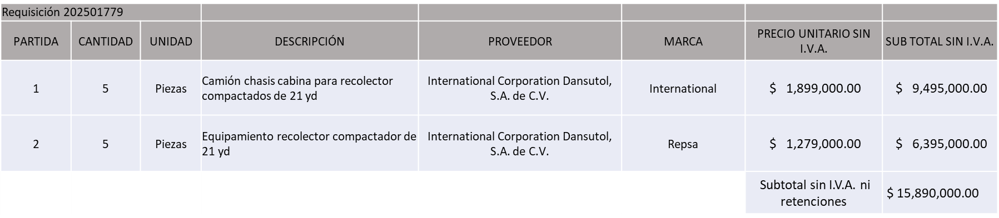 Requisición 202501779
PARTIDA CANTIDAD UNIDAD DESCRIPCIÓN PROVEEDOR MARCA PRECIO UNITARIO SIN I.V.A. SUB TOTAL SIN I.V.A.
1 5 Piezas Camión chasis cabina para recolector compactados de 21 yd International Corporation Dansutol, S.A. de C.V. International $ 1,899,000.00 $ 9,495,000.00
2 5 Piezas Equipamiento recolector compactador de 21 yd International Corporation Dansutol, S.A. de C.V. Repsa $ 1,279,000.00 $ 6,395,000.00
Subtotal sin I.V.A. ni retenciones $ 15,890,000.00